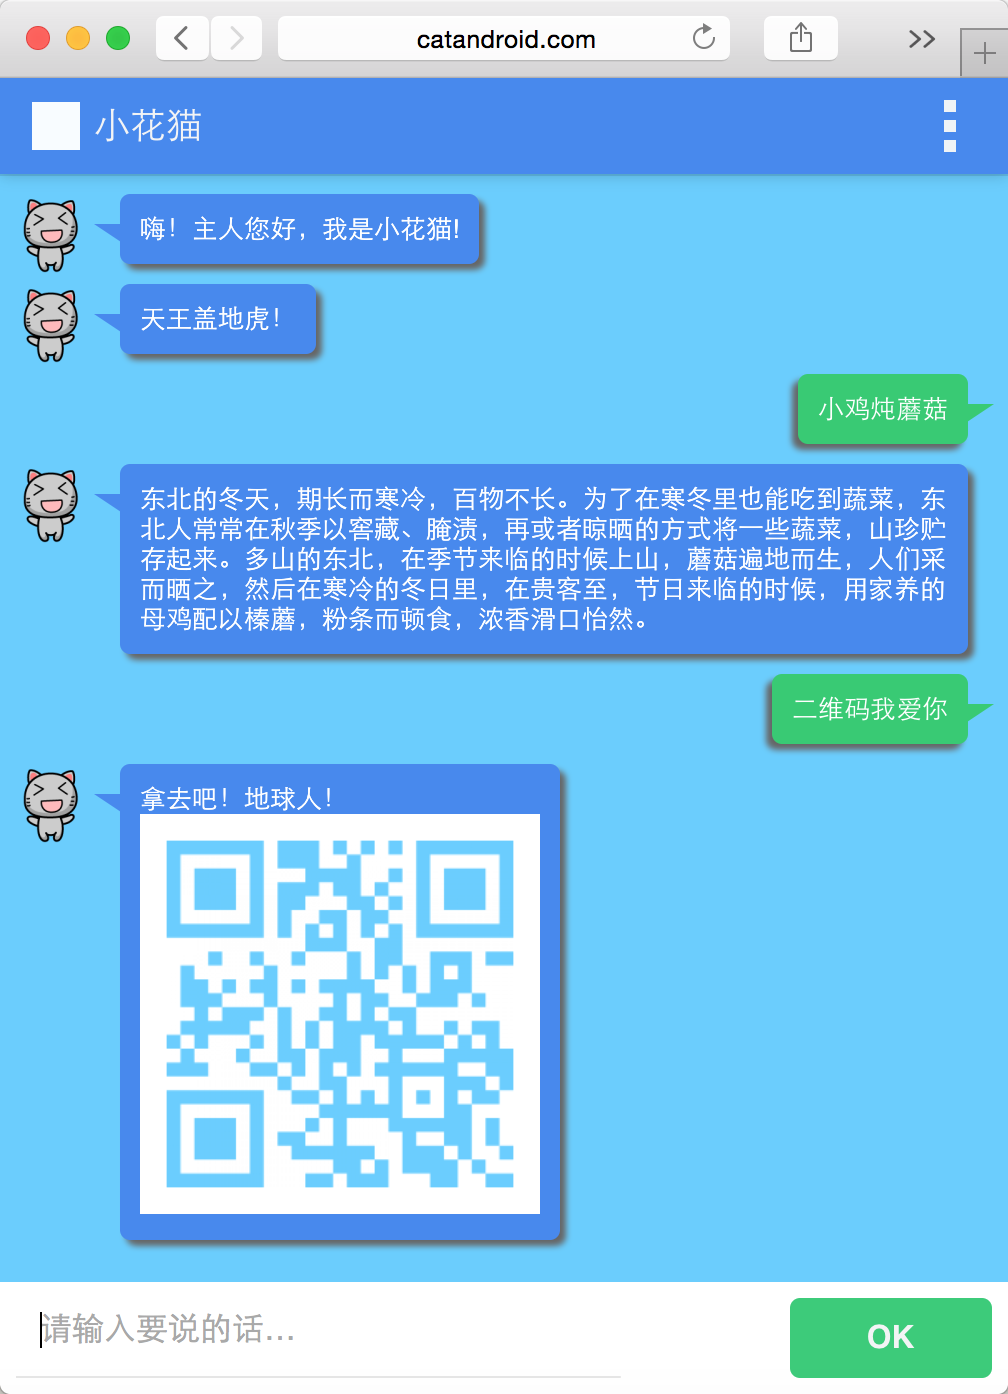 catandroid.com
小花猫
嗨！主人您好，我是小花猫!
天王盖地虎！
小鸡炖蘑菇
东北的冬天，期长而寒冷，百物不长。为了在寒冬里也能吃到蔬菜，东
北人常常在秋季以窖藏、腌渍，再或者晾晒的方式将一些蔬菜，山珍贮
存起来。多山的东北，在季节来临的时候上山，蘑菇遍地而生，人们采
而晒之，然后在寒冷的冬日里，在贵客至，节日来临的时候，用家养的
母鸡配以榛蘑，粉条而顿食，浓香滑口怡然。
二维码我爱你
拿去吧！地球人！
请输入要说的话...
OK